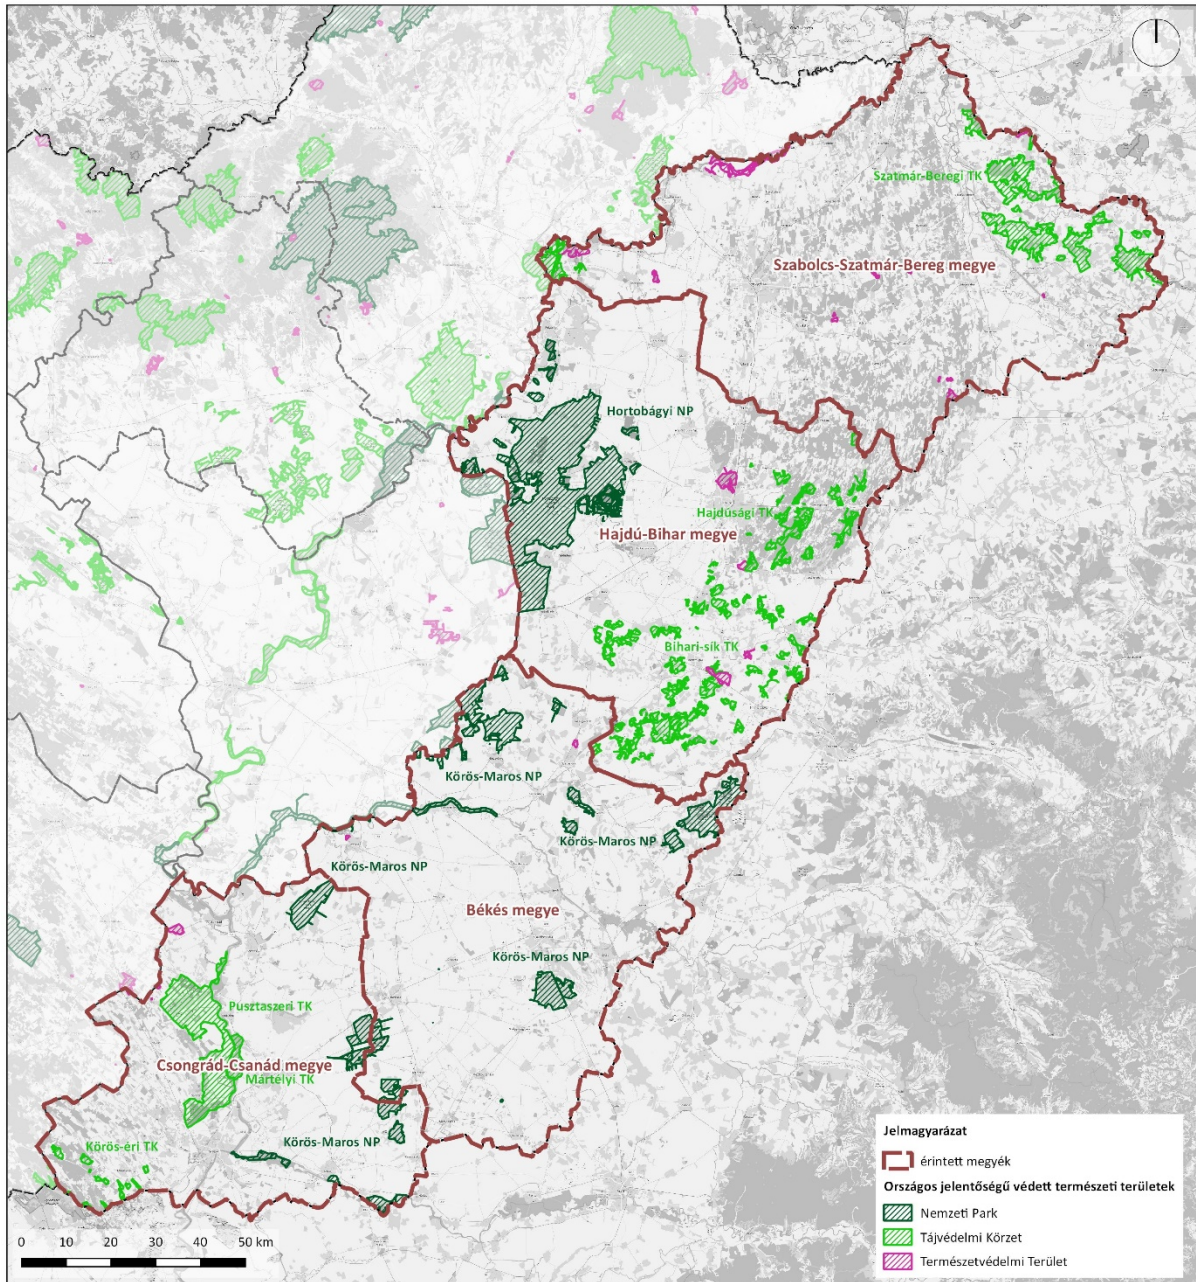 Szatmár-Beregi TK
Szabolcs-Szatmár-Bereg megye
Hortobágyi NP
Hajdúsági TK
Hajdú-Bihar megye
Bihari-sík TK
Körös-Maros NP
Körös-Maros NP
Körös-Maros NP
Békés megye
Körös-Maros NP
Pusztaszeri TK
Csongrád-Csanád megye
Mártélyi TK
Körös-éri TK
Körös-Maros NP
Jelmagyarázat
érintett megyék
Országos jelentőségű védett természeti területek
Nemzeti Park
Tájvédelmi Körzet
Természetvédelmi Terület
0 10 20 30 40 50 km